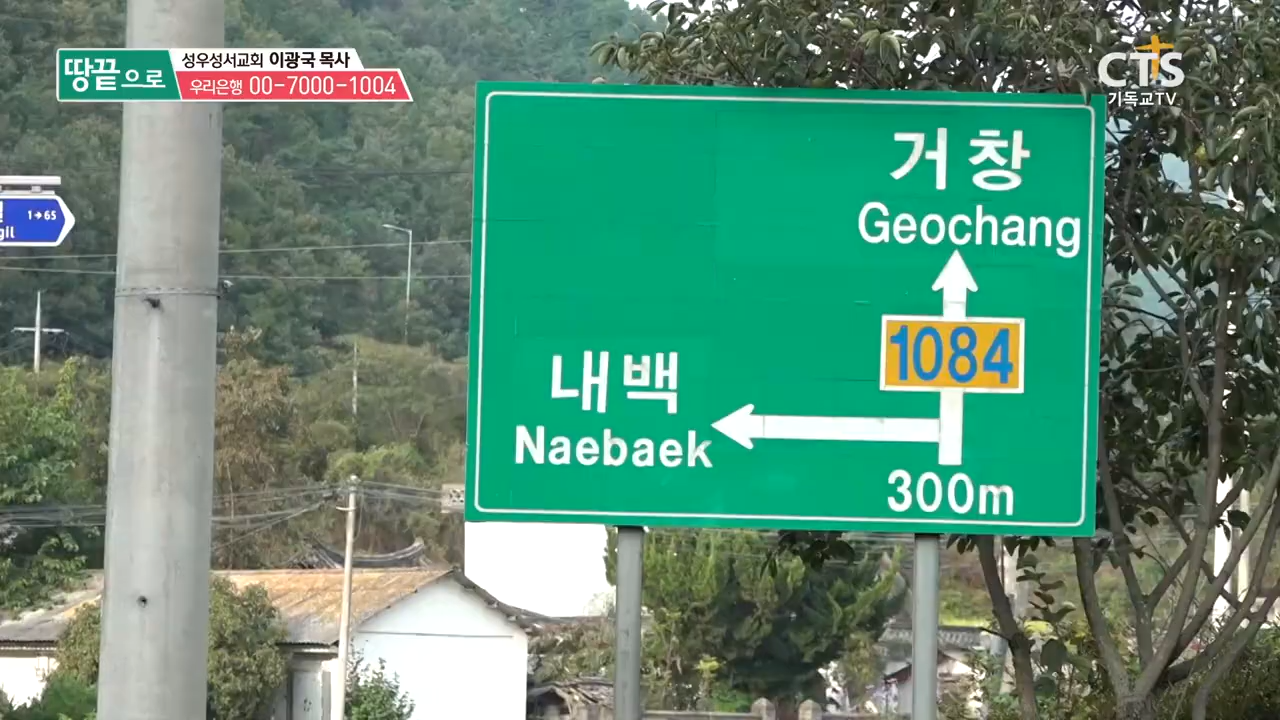 땅끝으로
성우성서교회 이광국 목사
우리은행 00-7000-1004
CTS
기독교TV
1→65
gil
거창
Geochang
1084
내백
Naebaek
300m